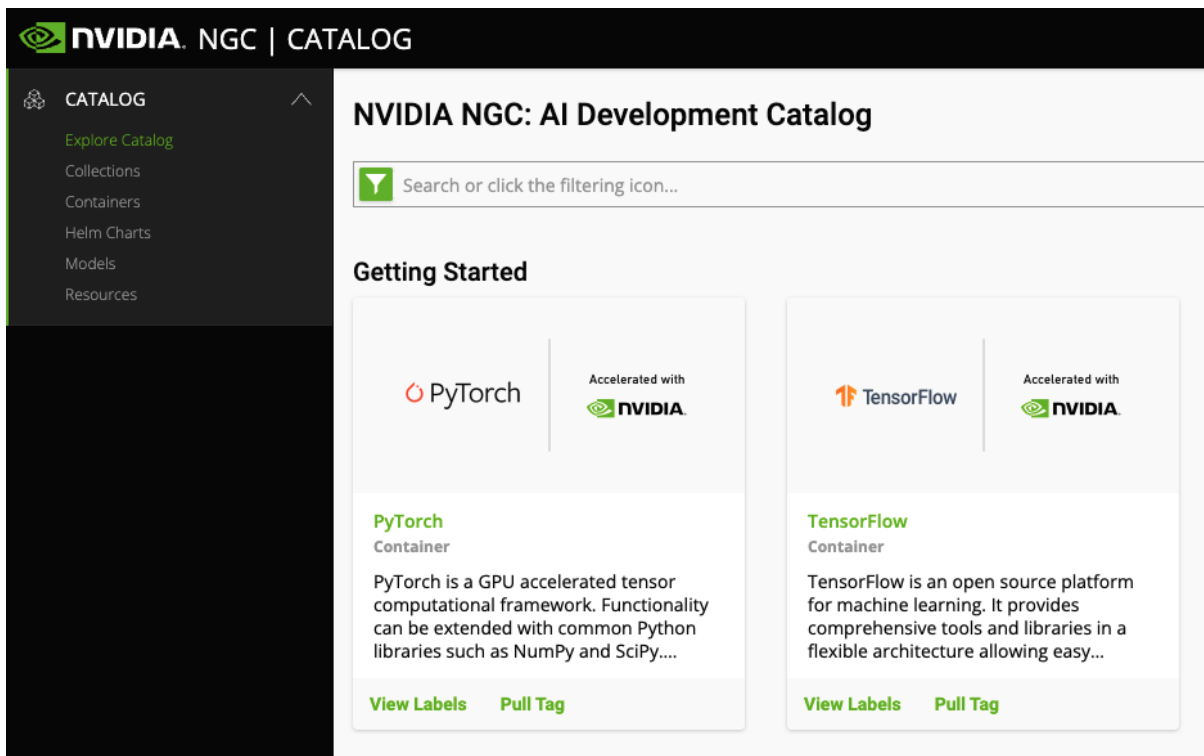 NVIDIA. NGC | CATALOG
CATALOG
Explore Catalog
Collections
Containers
Helm Charts
Models
Resources
NVIDIA NGC: AI Development Catalog
Search or click the filtering icon...
Getting Started
PyTorch
Accelerated with
NVIDIA.
PyTorch
Container
PyTorch is a GPU accelerated tensor
computational framework. Functionality
can be extended with common Python
libraries such as NumPy and SciPy....
View Labels Pull Tag
TensorFlow
Accelerated with
NVIDIA.
TensorFlow
Container
TensorFlow is an open source platform
for machine learning. It provides
comprehensive tools and libraries in a
flexible architecture allowing easy...
View Labels Pull Tag